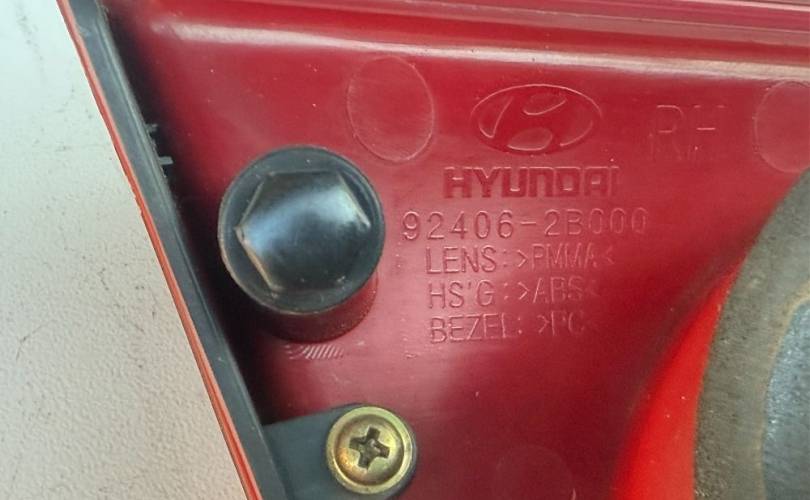 RH
HYUNDAI
92406-2B000
LENS:>PMMA<
HS'G:>ABS<
BEZEL:>PC<